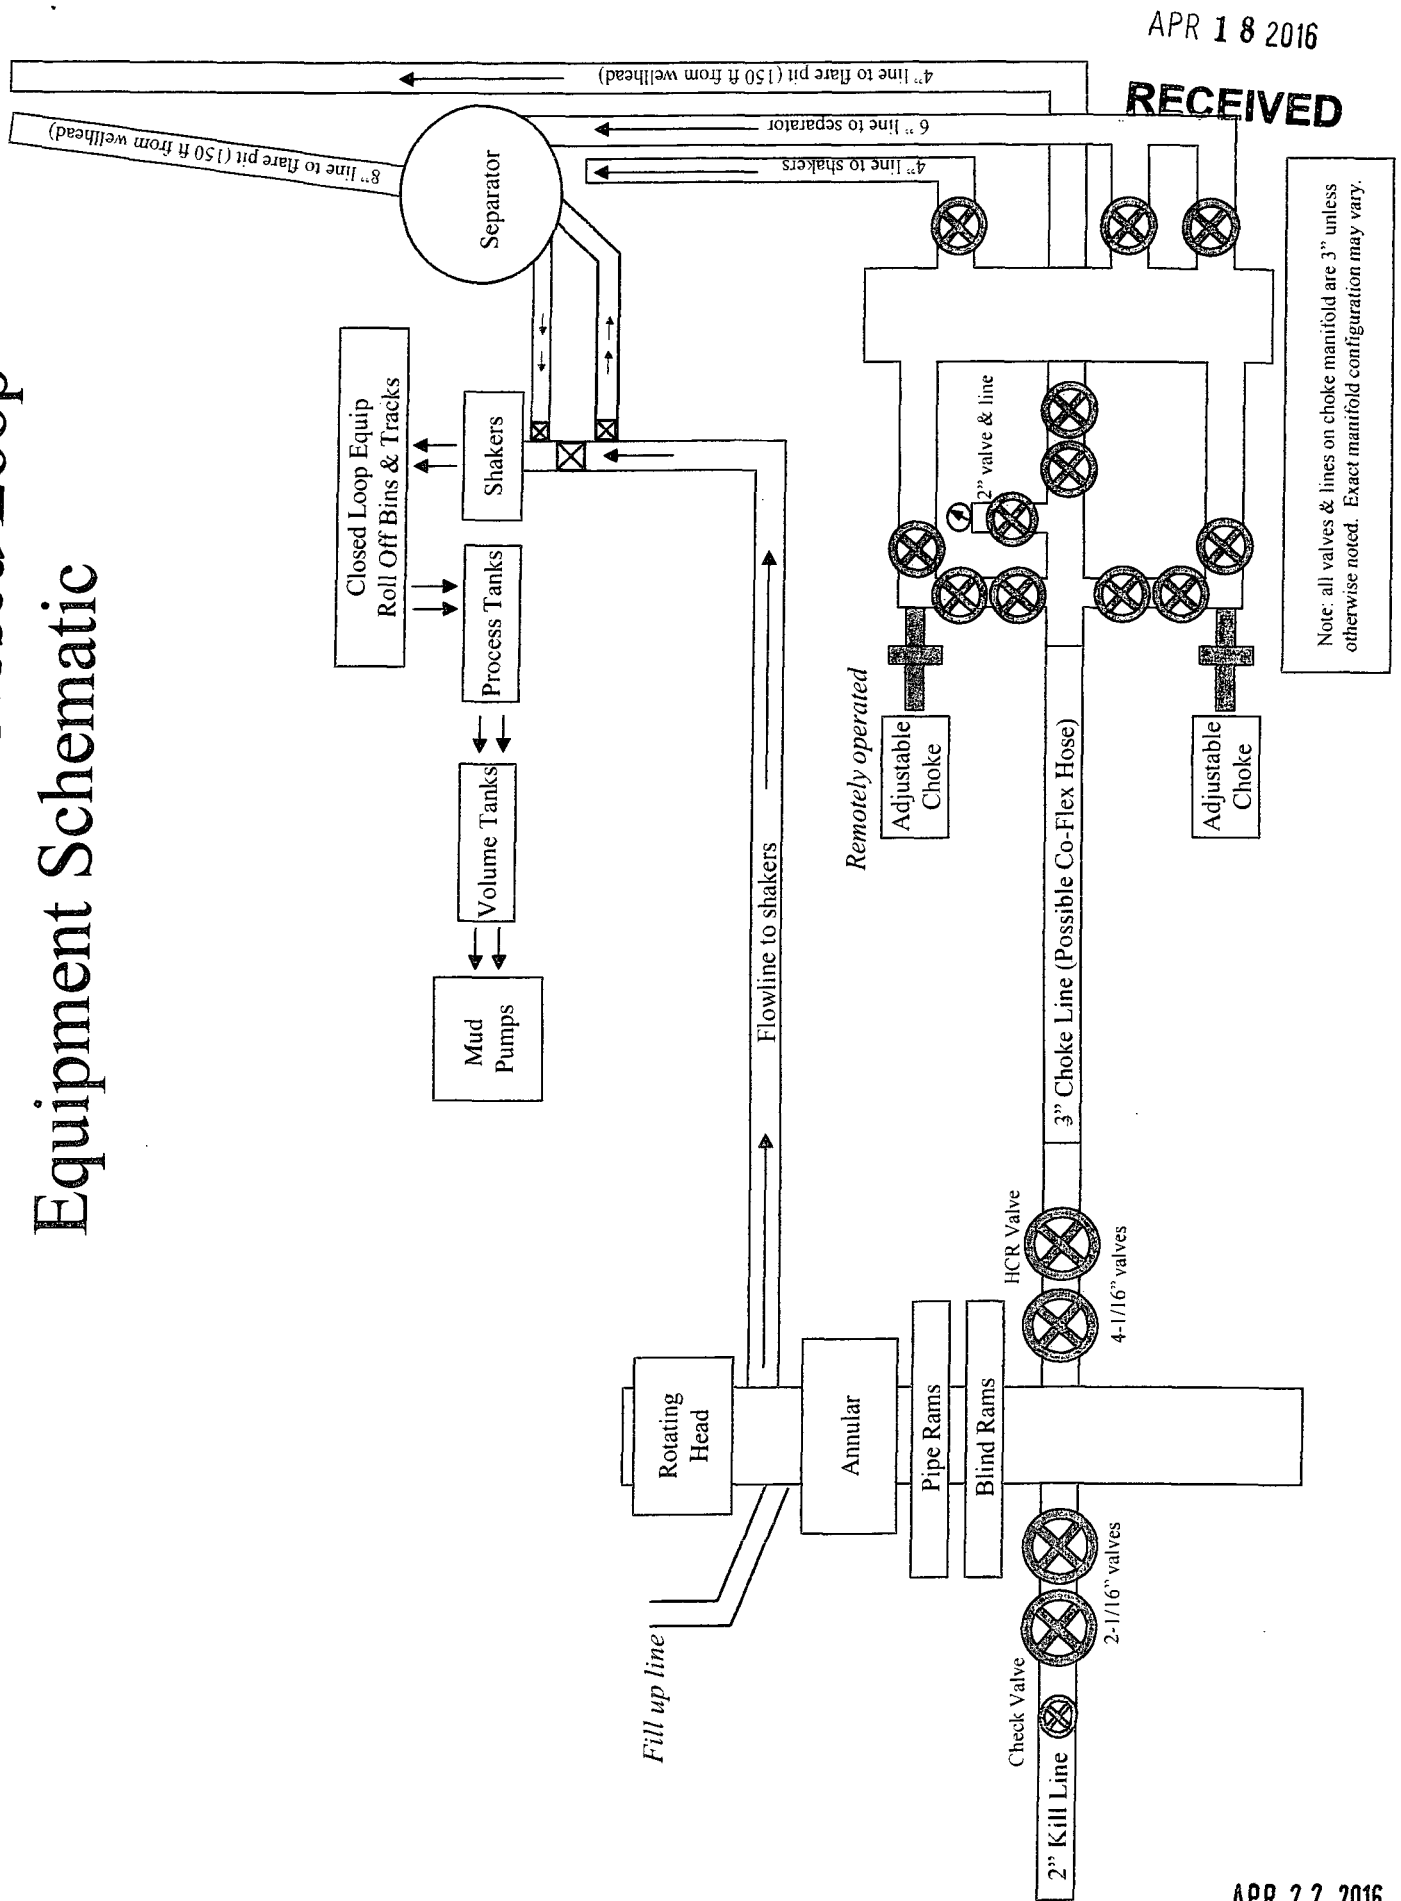 APR 18 2016
RECEIVED
Equipment Schematic
4" line to flare pit (150 ft from wellhead)
8" line to flare pit (150 ft from wellhead)
6" line to separator
4" line to shakers
Separator
Closed Loop Equip
Roll Off Bins & Tracks
Shakers
Process Tanks
Volume Tanks
Mud
Pumps
Flowline to shakers
2" valve & line
Remotely operated
Adjustable
Choke
Adjustable
Choke
Note: all valves & lines on choke manifold are 3" unless
otherwise noted. Exact manifold configuration may vary.
3" Choke Line (Possible Co-Flex Hose)
HCR Valve
4-1/16" valves
Rotating
Head
Annular
Pipe Rams
Blind Rams
Fill up line
2-1/16" valves
Check Valve
2" Kill Line
APR 22 2016